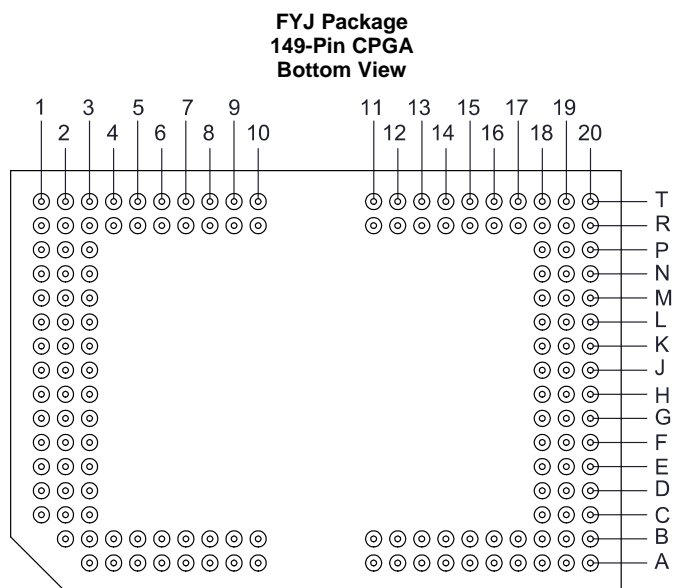 FYJ Package
149-Pin CPGA
Bottom View
1 3 5 7 9 11 13 15 17 19
2 4 6 8 10 12 14 16 18 20
T
R
P
N
M
L
K
J
H
G
F
E
D
C
B
A